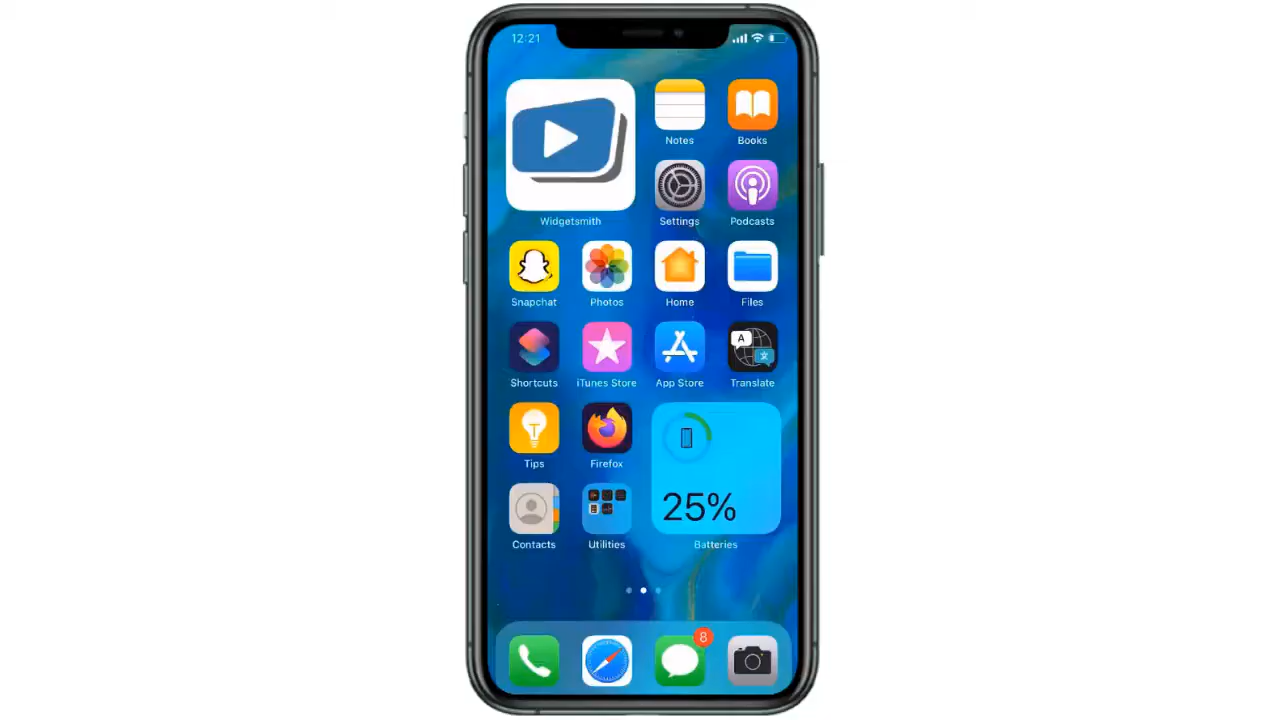 12:21
Notes
Books
Widgetsmith
Settings
Podcasts
Snapchat
Photos
Home
Files
A
文
Shortcuts
iTunes Store
App Store
Translate
T
Tips
Firefox
25%
Contacts
Utilities
Batteries
8